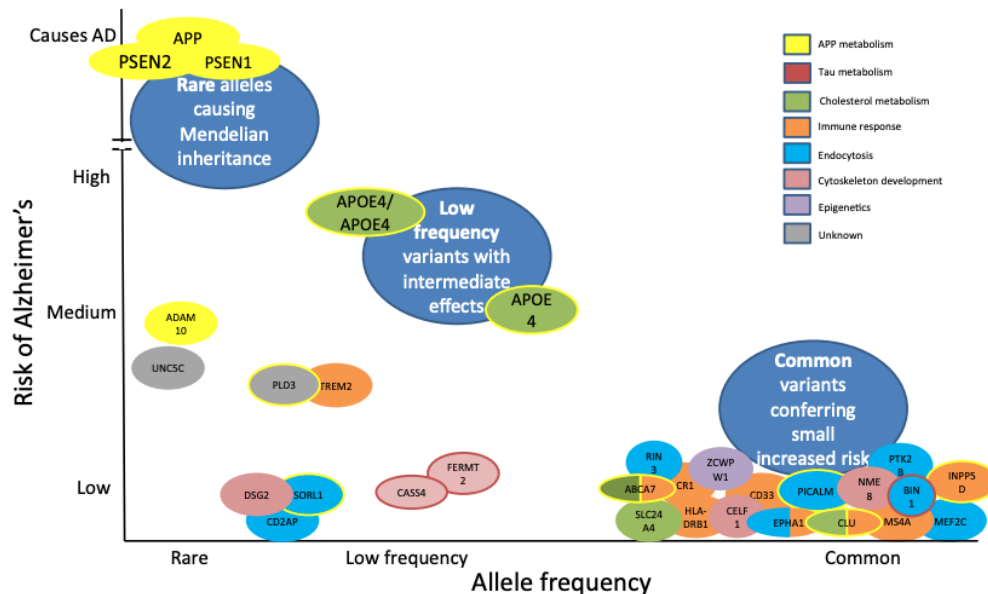 Causes AD
APP
PSEN2
PSEN1
Rare alleles
causing
Mendelian
inheritance
APP metabolism
Tau metabolism
Cholesterol metabolism
Immune response
Endocytosis
Cytoskeleton development
Epigenetics
Unknown
High
APOE4/
APOE4
Low
frequency
variants with
intermediate
effects
APOE
4
Medium
Risk of Alzheimer's
ADAM
10
UNC5C
PLD3
TREM2
Common
variants
conferring
small
increased risk
Low
DSG2
SORL1
CD2AP
FERMT
2
CASS4
RIN
3
ZCWP
W1
PTK2
B
ABCA7
CR1
CD33
PICALM
NME
8
BIN
1
INPP5
D
SLC24
A4
HLA-
DRB1
CELF
1
EPHA1
CLU
MS4A
MEF2C
Rare
Low frequency
Common
Allele frequency